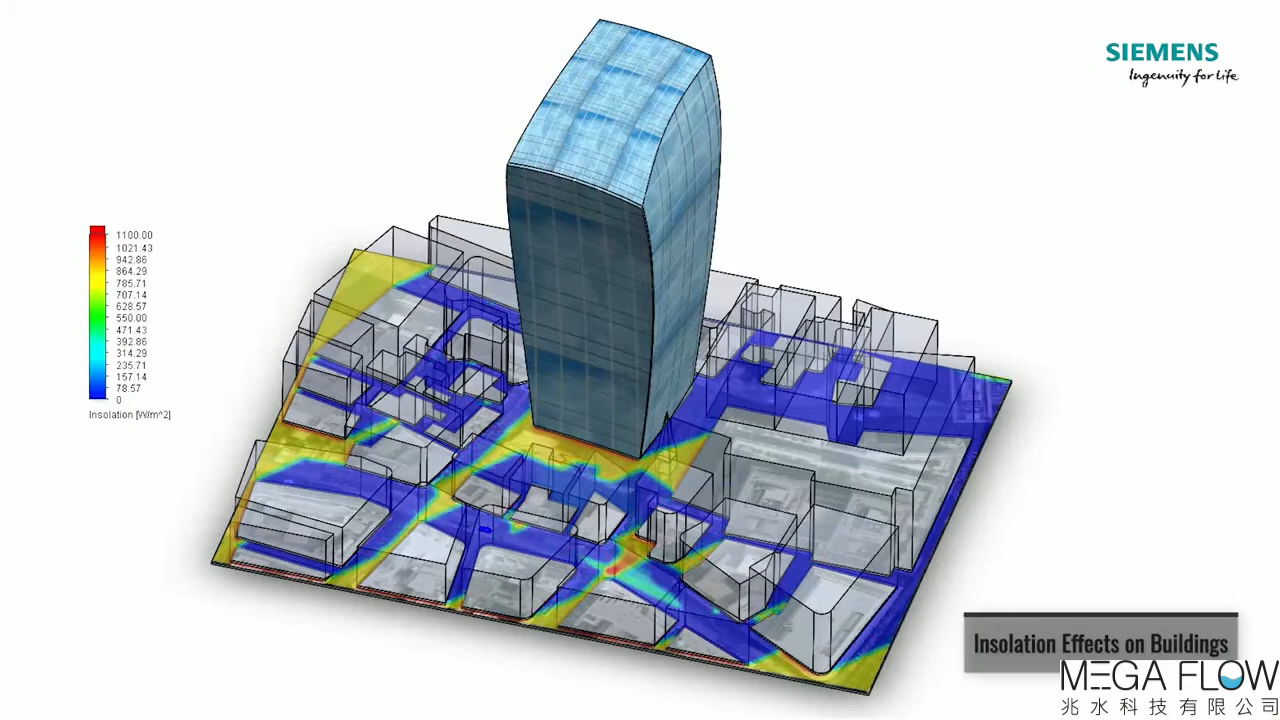 SIEMENS
Ingenuity for life
1100.00
1021.43
942.86
864.29
785.71
707.14
628.57
550.00
471.43
392.86
314.29
235.71
157.14
78.57
0
Insolation [W/m^2]
Insolation Effects on Buildings
MEGA FLOW
兆水科技有限公司